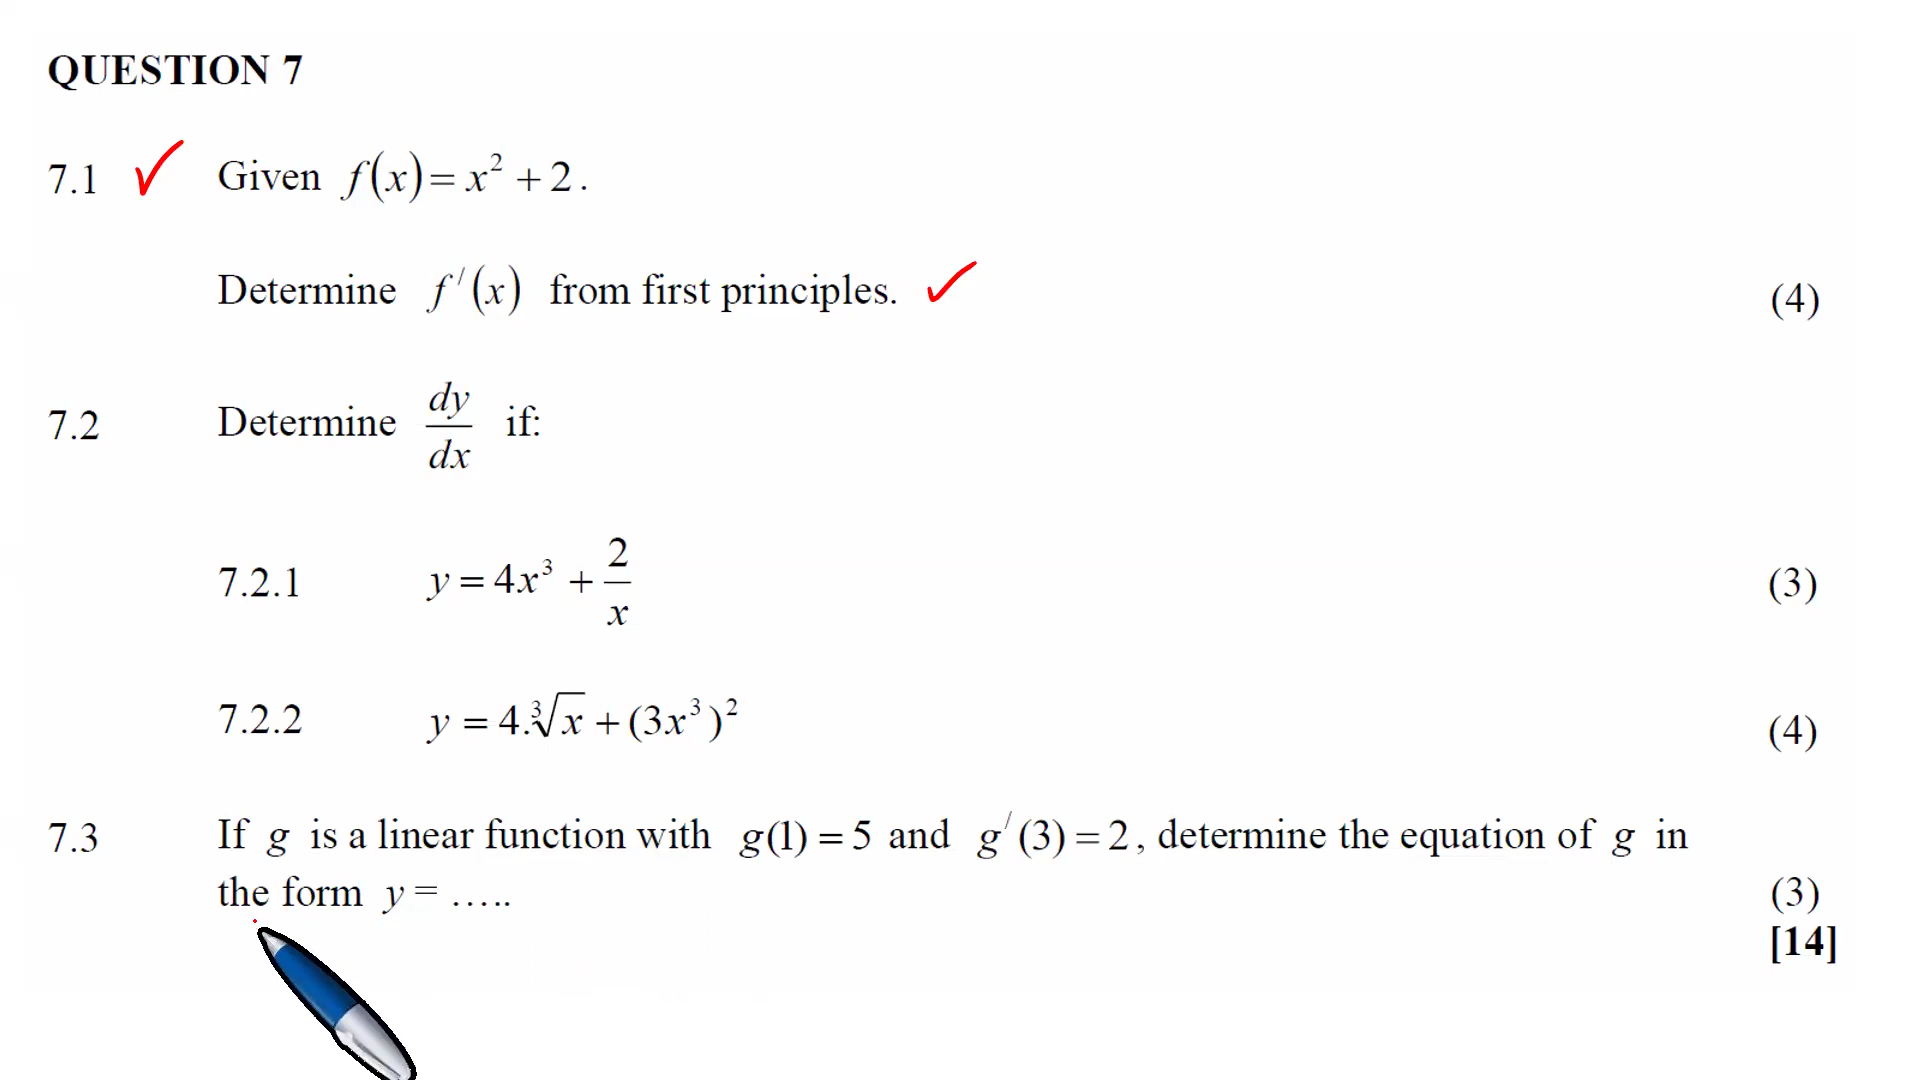 QUESTION 7
7.1 ✓ Given f(x) = x² + 2.
Determine f′(x) from first principles. ✓ (4)
7.2 Determine dy/dx if:
7.2.1 y = 4x³ + 2/x (3)
7.2.2 y = 4.∛x + (3x³)² (4)
7.3 If g is a linear function with g(1) = 5 and g′(3) = 2, determine the equation of g in
the form y = ….. (3)
[14]